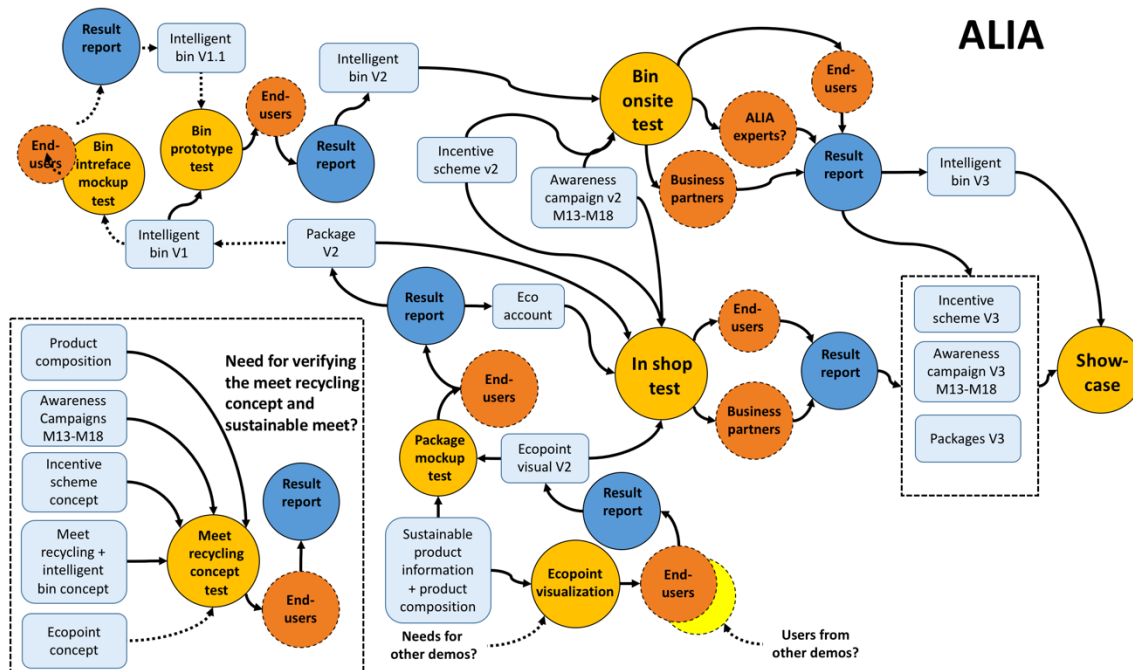 ALIA
Result
report
Intelligent
bin V1.1
End-
users
Bin intreface
mockup
test
Bin
prototype
test
End-
users
Result
report
Intelligent
bin V2
Intelligent
bin V1
Package
V2
Bin
onsite
test
End-
users
ALIA
experts?
Business
partners
Result
report
Intelligent
bin V3
Incentive
scheme v2
Awareness
campaign v2
M13-M18
Result
report
Eco
account
End-
users
Package
mockup
test
Ecopoint
visual V2
In shop
test
End-
users
Business
partners
Result
report
Incentive
scheme V3
Awareness
campaign V3
M13-M18
Packages V3
Show-
case
Need for verifying
the meet recycling
concept and
sustainable meet?
Product
composition
Awareness
Campaigns
M13-M18
Incentive
scheme
concept
Meet
recycling +
intelligent
bin concept
Ecopoint
concept
Meet
recycling
concept
test
Result
report
End-
users
Sustainable
product
information
+ product
composition
Ecopoint
visualization
Result
report
End-
users
Needs for
other demos?
Users from
other demos?